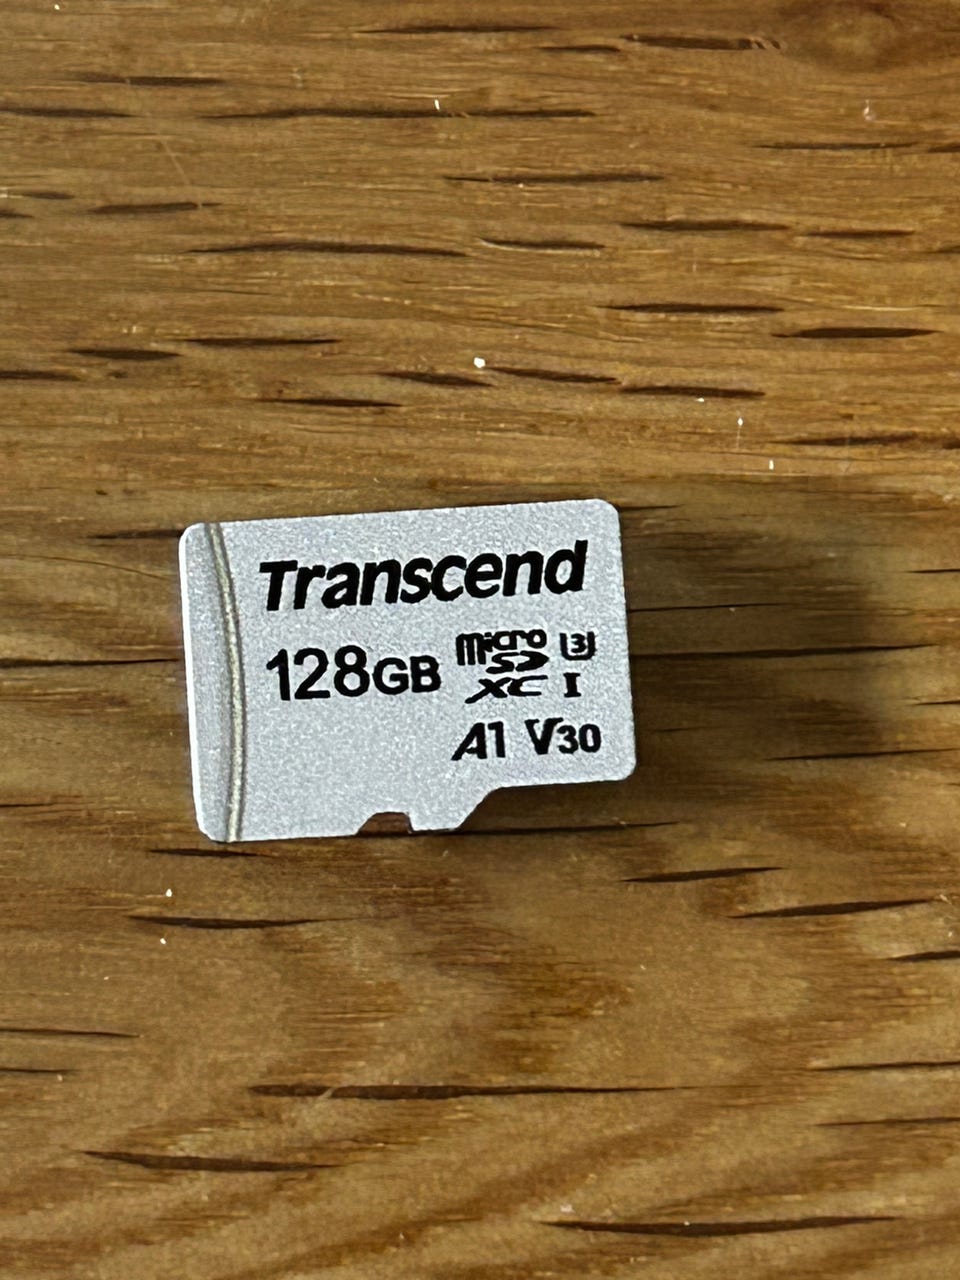 Transcend
128GB micro SD XC U3 I
A1 V30